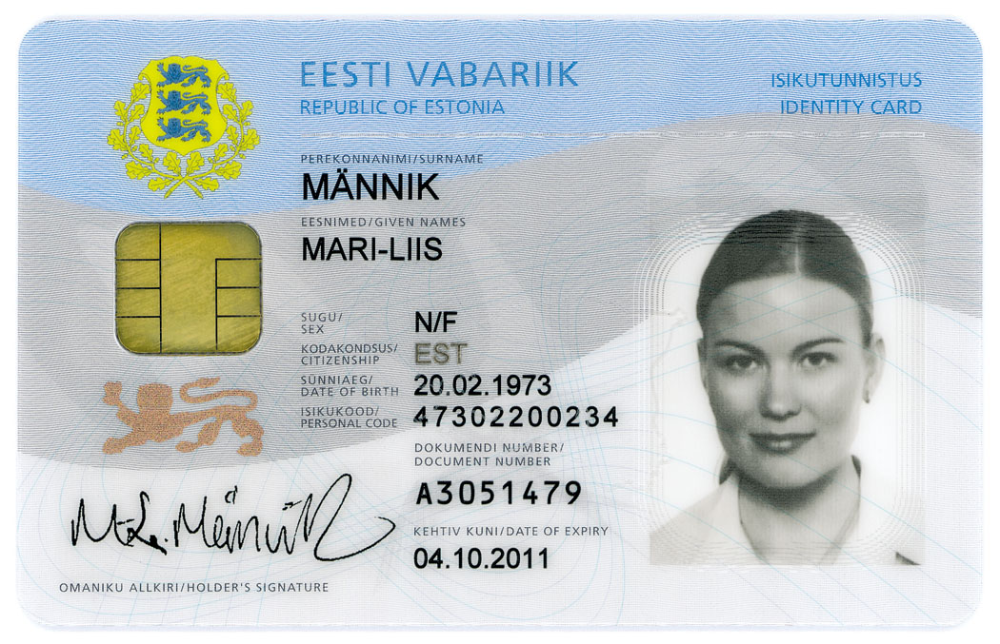 EESTI VABARIIK
REPUBLIC OF ESTONIA
ISIKUTUNNISTUS
IDENTITY CARD
PEREKONNANIMI/SURNAME
MÄNNIK
EESNIMED/GIVEN NAMES
MARI-LIIS
SUGU/
SEX
N/F
KODAKONDSUS/
CITIZENSHIP
EST
SÜNNIAEG/
DATE OF BIRTH
20.02.1973
ISIKUKOOD/
PERSONAL CODE
47302200234
DOKUMENDI NUMBER/
DOCUMENT NUMBER
A3051479
KEHTIV KUNI/DATE OF EXPIRY
04.10.2011
M-L. Männik
OMANIKU ALLKIRI/HOLDER'S SIGNATURE